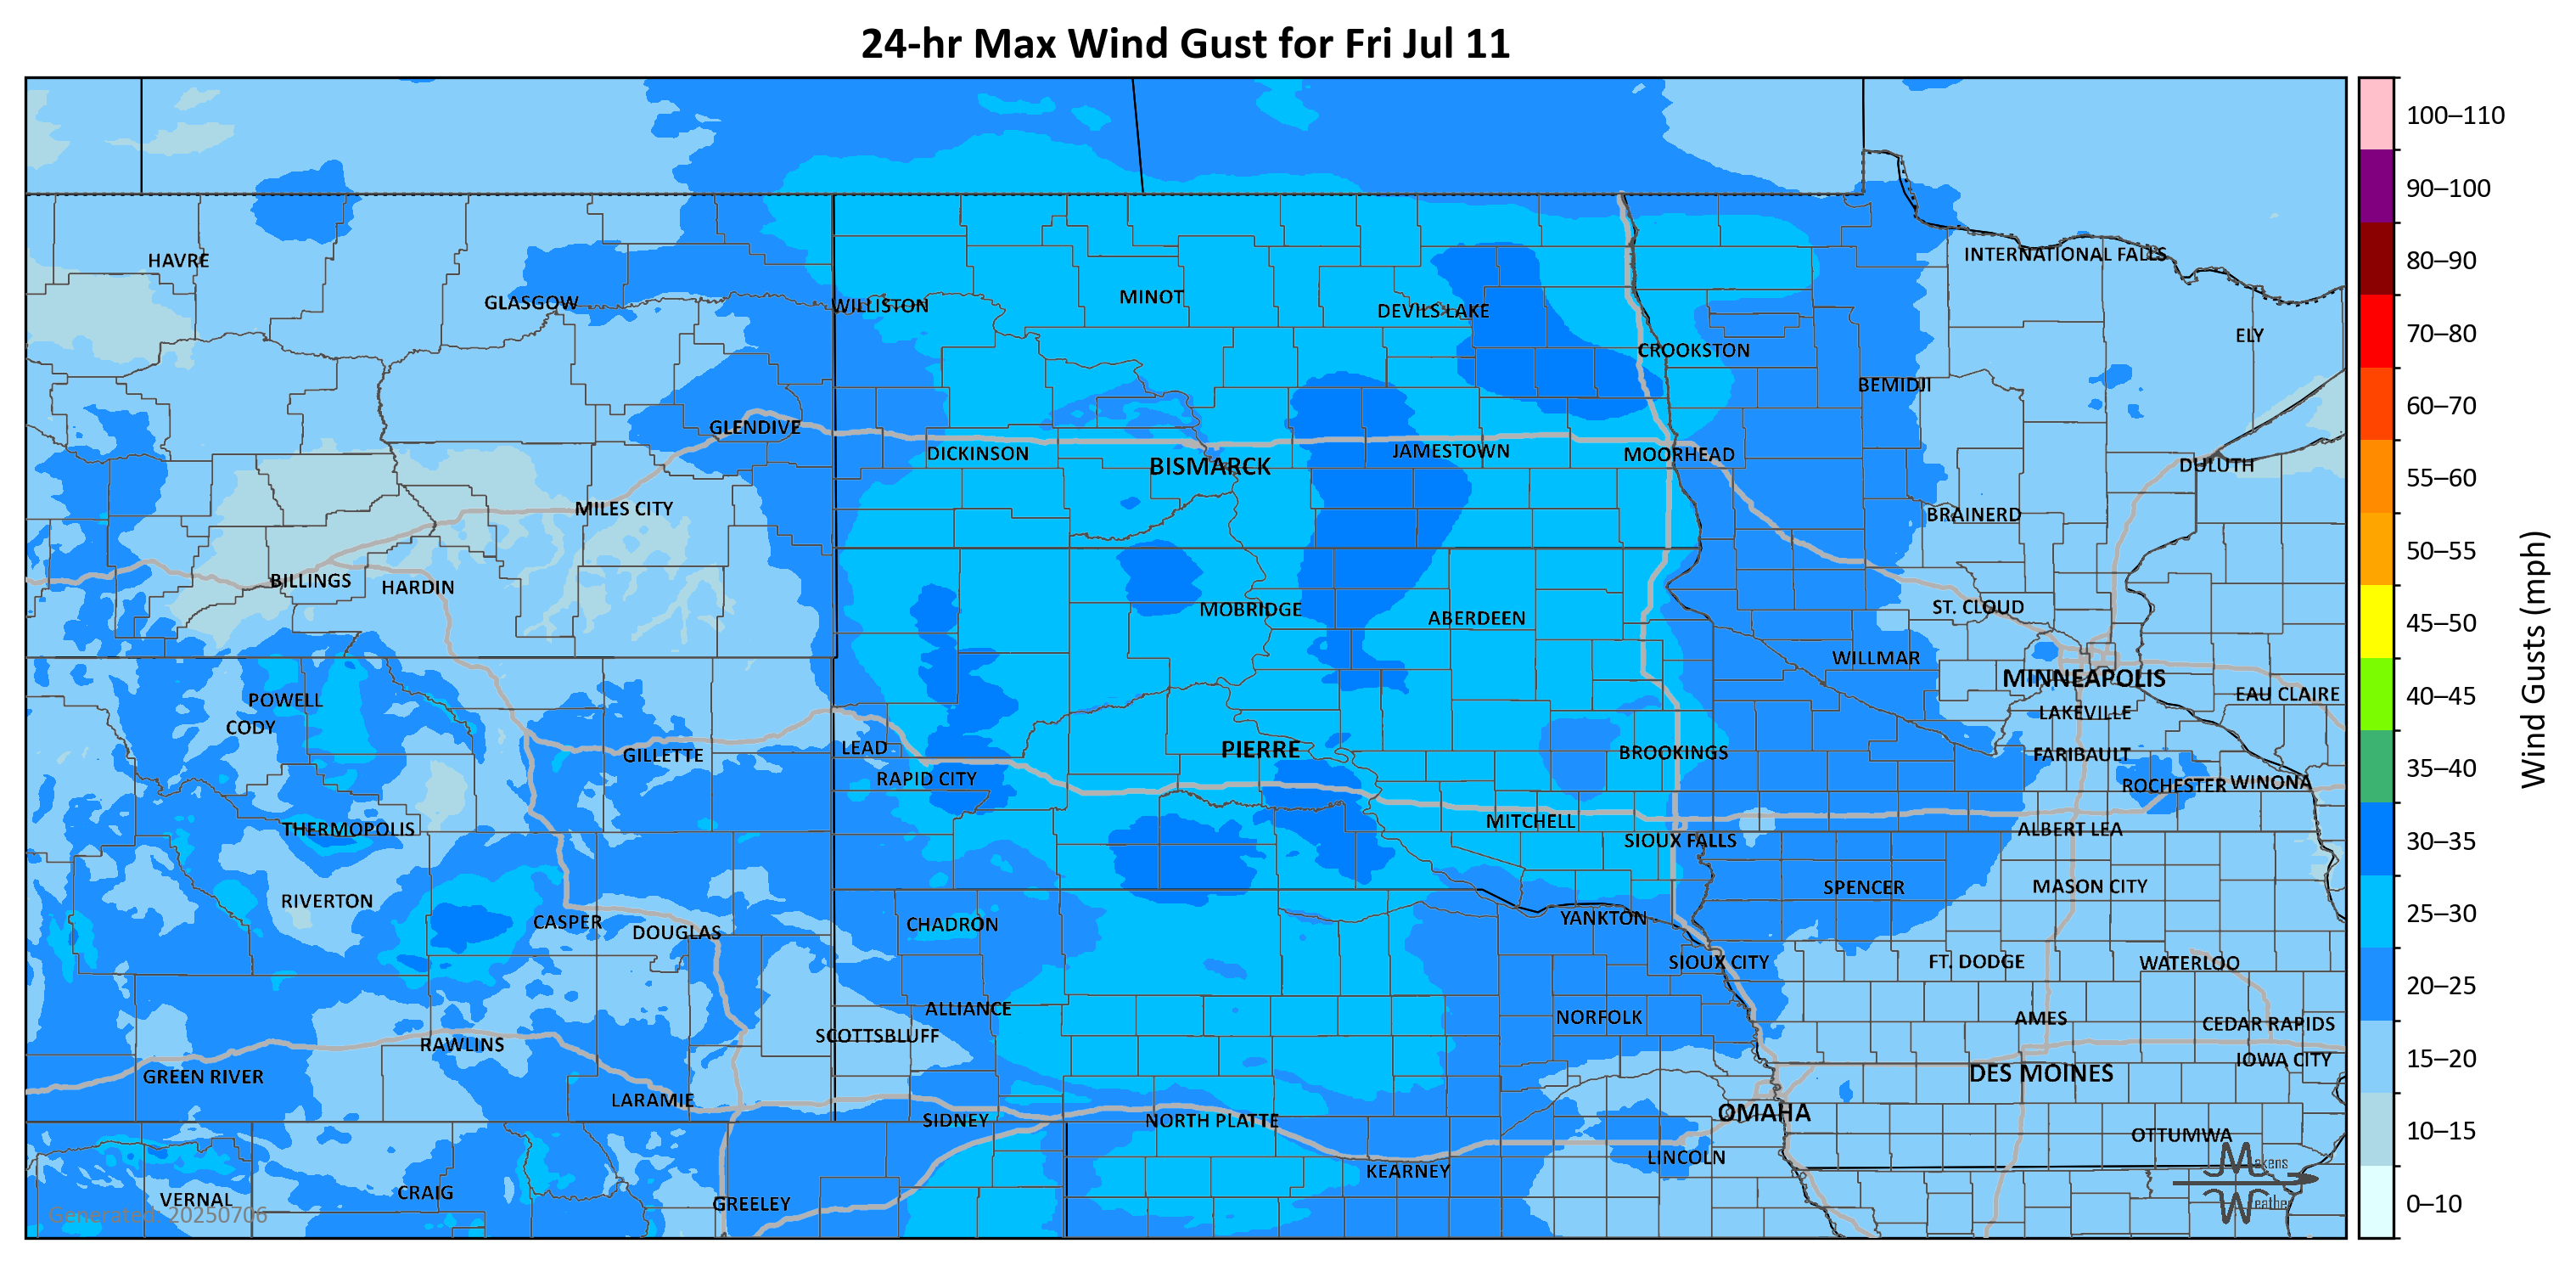 24-hr Max Wind Gust for Fri Jul 11
100–110
90–100
80–90
70–80
60–70
55–60
50–55
45–50
40–45
35–40
30–35
25–30
20–25
15–20
10–15
0–10
Wind Gusts (mph)
HAVRE
INTERNATIONAL FALLS
GLASGOW
WILLISTON
MINOT
DEVILS LAKE
ELY
CROOKSTON
BEMIDJI
GLENDIVE
DICKINSON
BISMARCK
JAMESTOWN
MOORHEAD
DULUTH
MILES CITY
BRAINERD
BILLINGS
HARDIN
MOBRIDGE
ABERDEEN
ST. CLOUD
WILLMAR
MINNEAPOLIS
POWELL
EAU CLAIRE
CODY
LAKEVILLE
GILLETTE
LEAD
PIERRE
BROOKINGS
FARIBAULT
RAPID CITY
ROCHESTER
WINONA
THERMOPOLIS
MITCHELL
SIOUX FALLS
ALBERT LEA
RIVERTON
SPENCER
MASON CITY
CASPER
DOUGLAS
CHADRON
YANKTON
SIOUX CITY
FT. DODGE
WATERLOO
ALLIANCE
NORFOLK
AMES
CEDAR RAPIDS
RAWLINS
SCOTTSBLUFF
IOWA CITY
GREEN RIVER
DES MOINES
LARAMIE
SIDNEY
NORTH PLATTE
OMAHA
OTTUMWA
KEARNEY
LINCOLN
VERNAL
CRAIG
GREELEY
Generated: 20250706
Makens
Weather